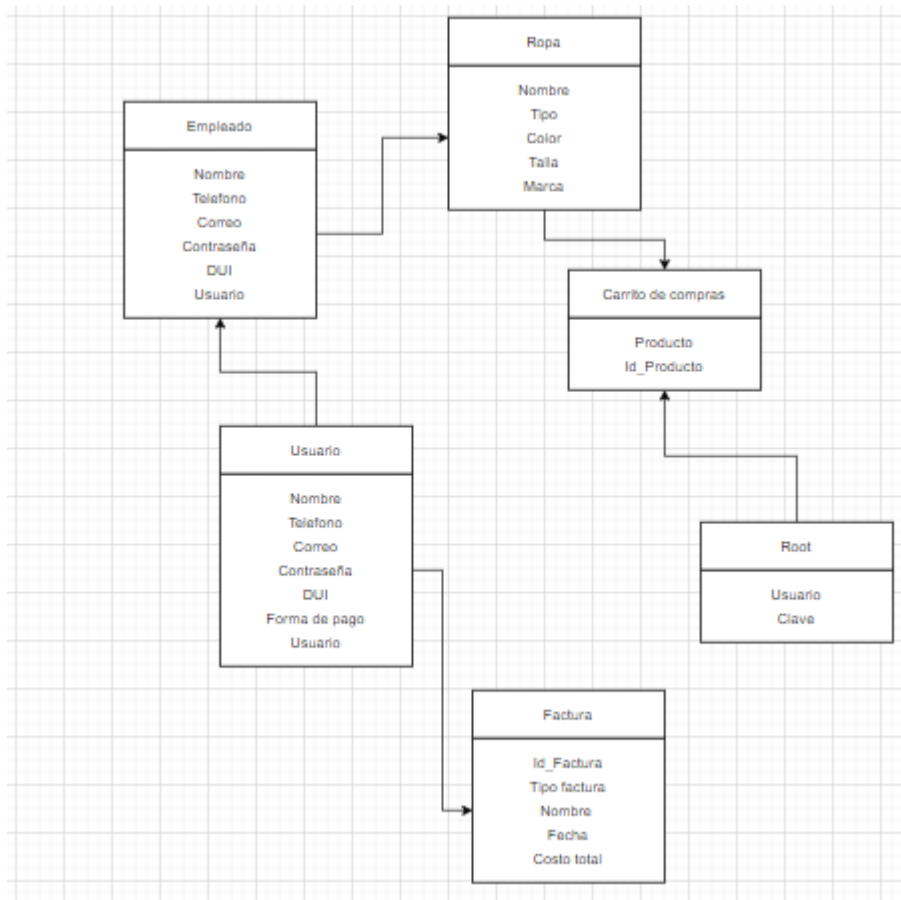 Ropa
Nombre
Tipo
Color
Talla
Marca
Empleado
Nombre
Telefono
Correo
Contraseña
DUI
Usuario
Carrito de compras
Producto
Id_Producto
Usuario
Nombre
Telefono
Correo
Contraseña
DUI
Forma de pago
Usuario
Root
Usuario
Clave
Factura
Id_Factura
Tipo factura
Nombre
Fecha
Costo total